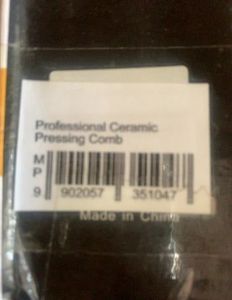 Professional Ceramic
Pressing Comb
M
P
9 902057 351047
Made in China